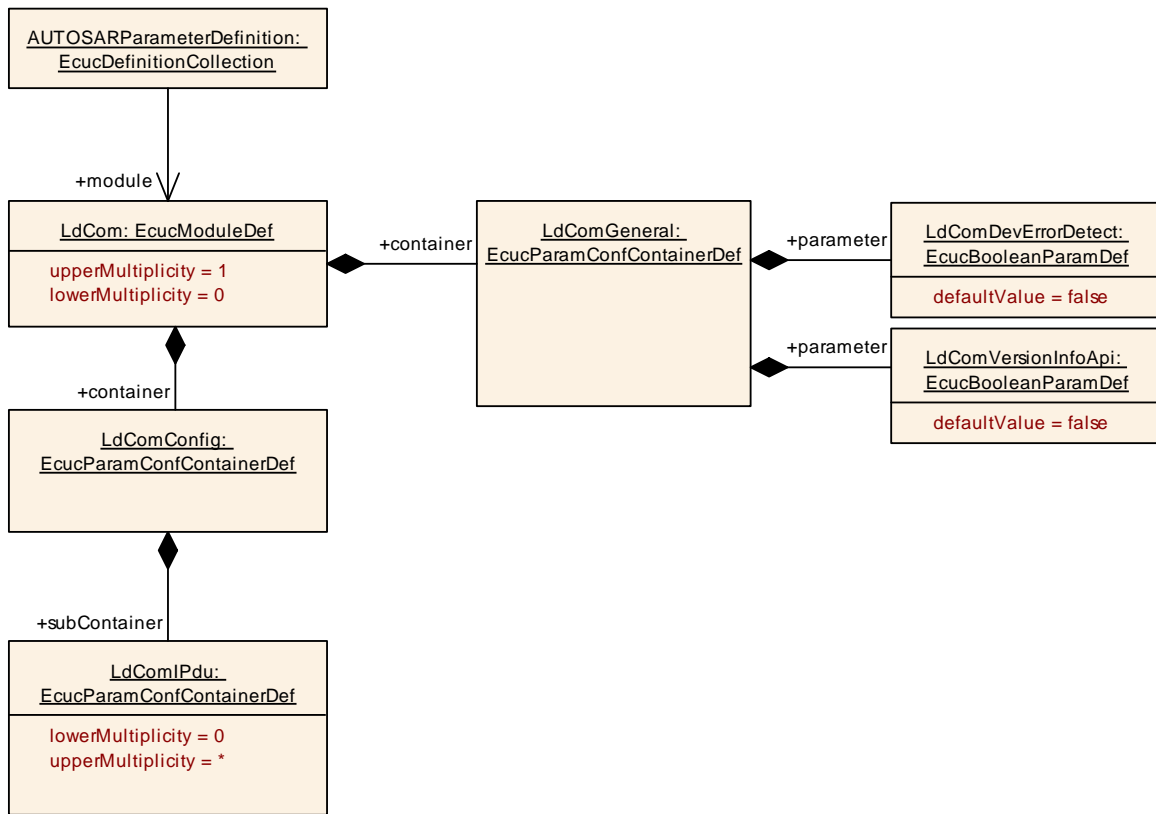 AUTOSARParameterDefinition:
EcucDefinitionCollection
+module
LdCom: EcucModuleDef
upperMultiplicity = 1
lowerMultiplicity = 0
+container
LdComGeneral:
EcucParamConfContainerDef
+parameter
LdComDevErrorDetect:
EcucBooleanParamDef
defaultValue = false
+parameter
LdComVersionInfoApi:
EcucBooleanParamDef
defaultValue = false
+container
LdComConfig:
EcucParamConfContainerDef
+subContainer
LdComIPdu:
EcucParamConfContainerDef
lowerMultiplicity = 0
upperMultiplicity = *